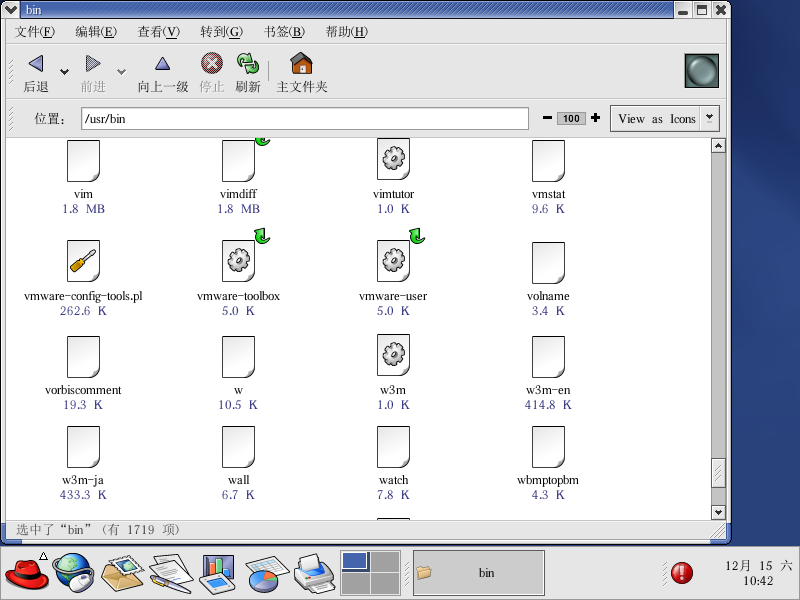 bin
文件(F) 编辑(E) 查看(V) 转到(G) 书签(B) 帮助(H)
后退 前进 向上一级 停止 刷新 主文件夹
位置: /usr/bin 100 View as Icons
vim vimdiff vimtutor vmstat
1.8 MB 1.8 MB 1.0 K 9.6 K
vmware-config-tools.pl vmware-toolbox vmware-user volname
262.6 K 5.0 K 5.0 K 3.4 K
vorbiscomment w w3m w3m-en
19.3 K 10.5 K 1.0 K 414.8 K
w3m-ja wall watch wbmptopbm
433.3 K 6.7 K 7.8 K 4.3 K
选中了“bin” (有 1719 项)
bin 12月 15 六
10:42